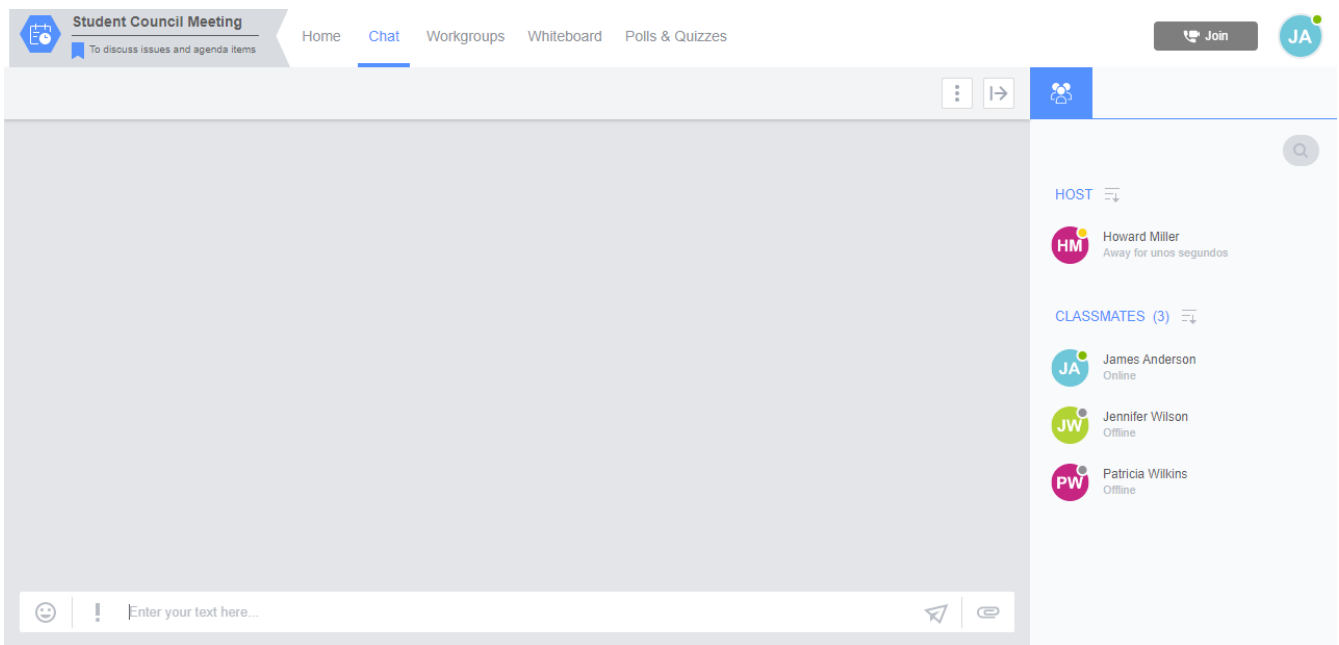 Student Council Meeting
To discuss issues and agenda items
Home Chat Workgroups Whiteboard Polls & Quizzes
Join
JA
HOST
HM
Howard Miller
Away for unos segundos
CLASSMATES (3)
JA
James Anderson
Online
JW
Jennifer Wilson
Offline
PW
Patricia Wilkins
Offline
Enter your text here...